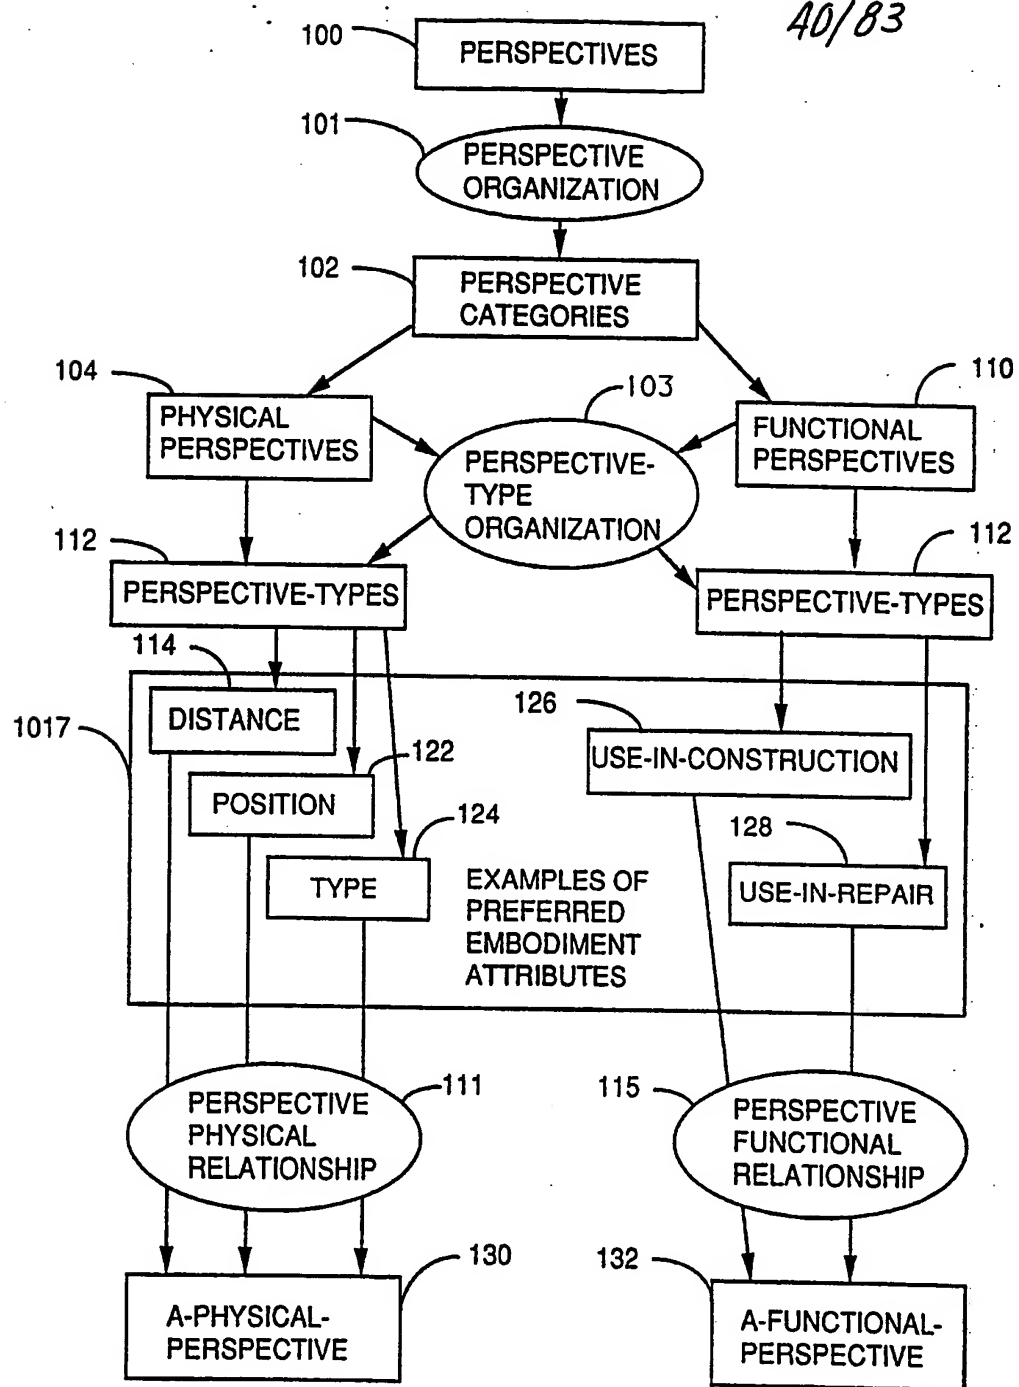 40/83
100
PERSPECTIVES
101
PERSPECTIVE
ORGANIZATION
102
PERSPECTIVE
CATEGORIES
104
PHYSICAL
PERSPECTIVES
103
PERSPECTIVE-
TYPE
ORGANIZATION
110
FUNCTIONAL
PERSPECTIVES
112
PERSPECTIVE-TYPES
112
PERSPECTIVE-TYPES
1017
114
DISTANCE
122
POSITION
124
TYPE
126
USE-IN-CONSTRUCTION
128
USE-IN-REPAIR
EXAMPLES OF
PREFERRED
EMBODIMENT
ATTRIBUTES
111
PERSPECTIVE
PHYSICAL
RELATIONSHIP
115
PERSPECTIVE
FUNCTIONAL
RELATIONSHIP
130
A-PHYSICAL-
PERSPECTIVE
132
A-FUNCTIONAL-
PERSPECTIVE